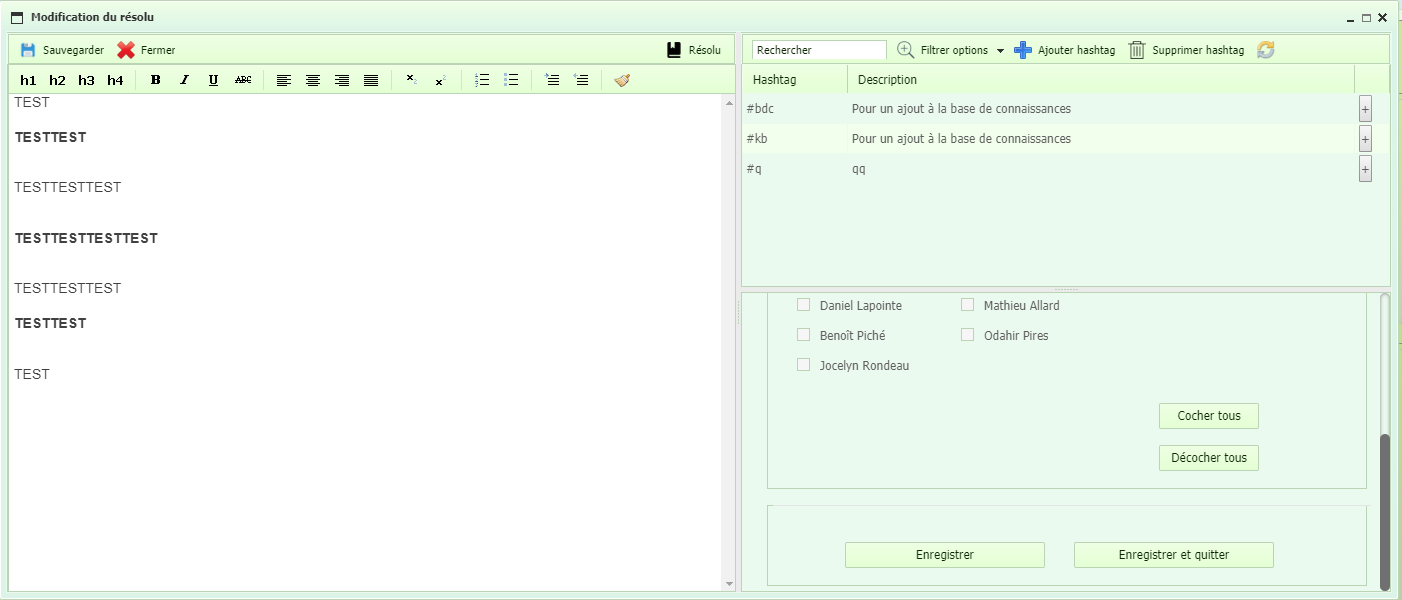 Modification du résolu
Sauvegarder Fermer Résolu
h1 h2 h3 h4 B I U ABC
TEST
TESTTEST
TESTTESTTEST
TESTTESTTESTTEST
TESTTESTTEST
TESTTEST
TEST
Rechercher Filtrer options Ajouter hashtag Supprimer hashtag
Hashtag Description
#bdc Pour un ajout à la base de connaissances +
#kb Pour un ajout à la base de connaissances +
#q qq +
Daniel Lapointe Mathieu Allard
Benoît Piché Odahir Pires
Jocelyn Rondeau
Cocher tous
Décocher tous
Enregistrer Enregistrer et quitter